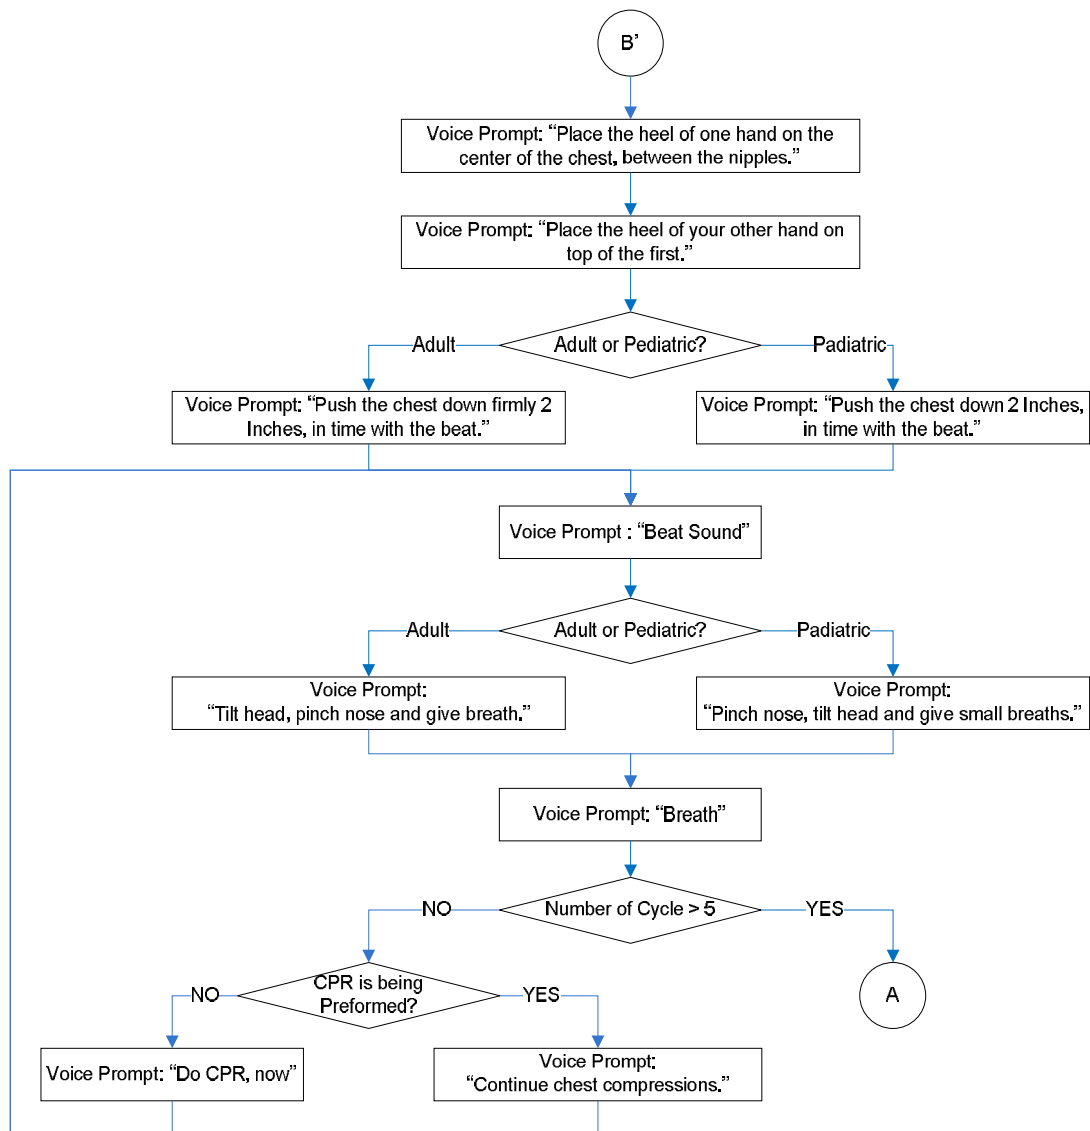 B’
Voice Prompt: “Place the heel of one hand on the
center of the chest, between the nipples.”
Voice Prompt: “Place the heel of your other hand on
top of the first.”
Adult or Pediatric?
Adult
Padiatric
Voice Prompt: “Push the chest down firmly 2
Inches, in time with the beat.”
Voice Prompt: “Push the chest down 2 Inches,
in time with the beat.”
Voice Prompt : “Beat Sound”
Adult or Pediatric?
Adult
Padiatric
Voice Prompt:
“Tilt head, pinch nose and give breath.”
Voice Prompt:
“Pinch nose, tilt head and give small breaths.”
Voice Prompt: “Breath”
Number of Cycle > 5
NO
YES
CPR is being
Preformed?
NO
YES
A
Voice Prompt: “Do CPR, now”
Voice Prompt:
“Continue chest compressions.”